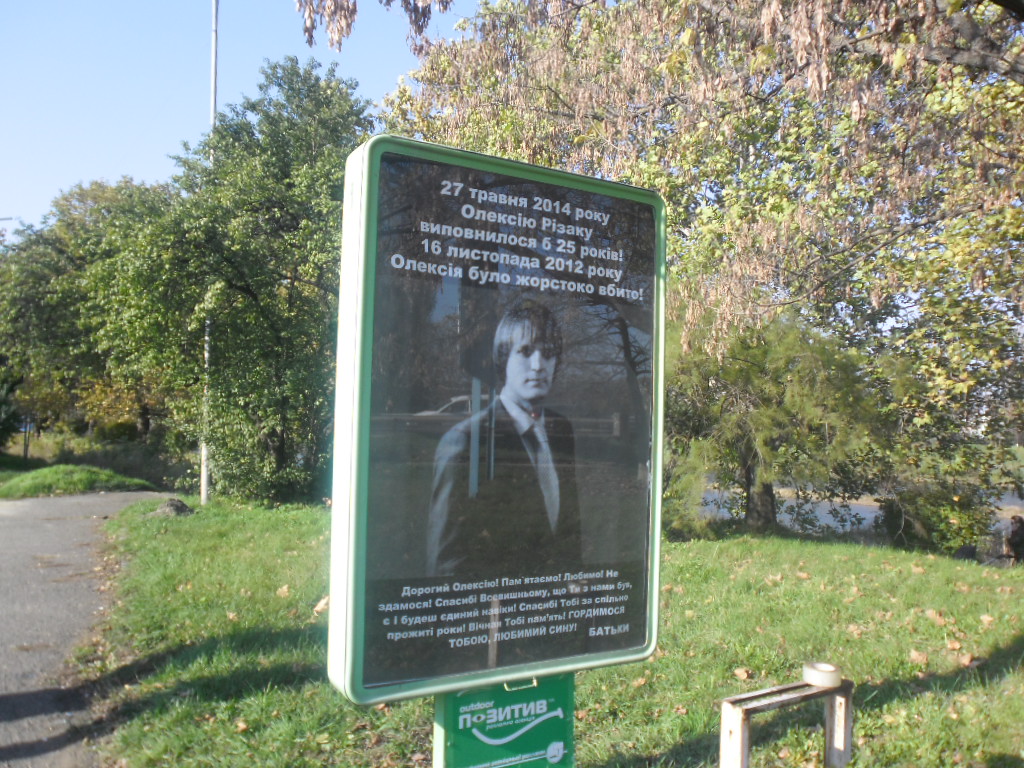 27 травня 2014 року
Олексію Різаку
виповнилося б 25 років!
16 листопада 2012 року
Олексія було жорстоко вбито!
Дорогий Олексію! Пам'ятаємо! Любимо! Не
здамося! Спасибі Всевишньому, що Ти з нами був,
є і будеш єдиний навіки! Спасибі Тобі за спільно
прожиті роки! Вічная Тобі пам'ять! ГОРДИМОСЯ
ТОБОЮ, ЛЮБИМИЙ СИНУ! БАТЬКИ
outdoor
ПОЗИТИВ